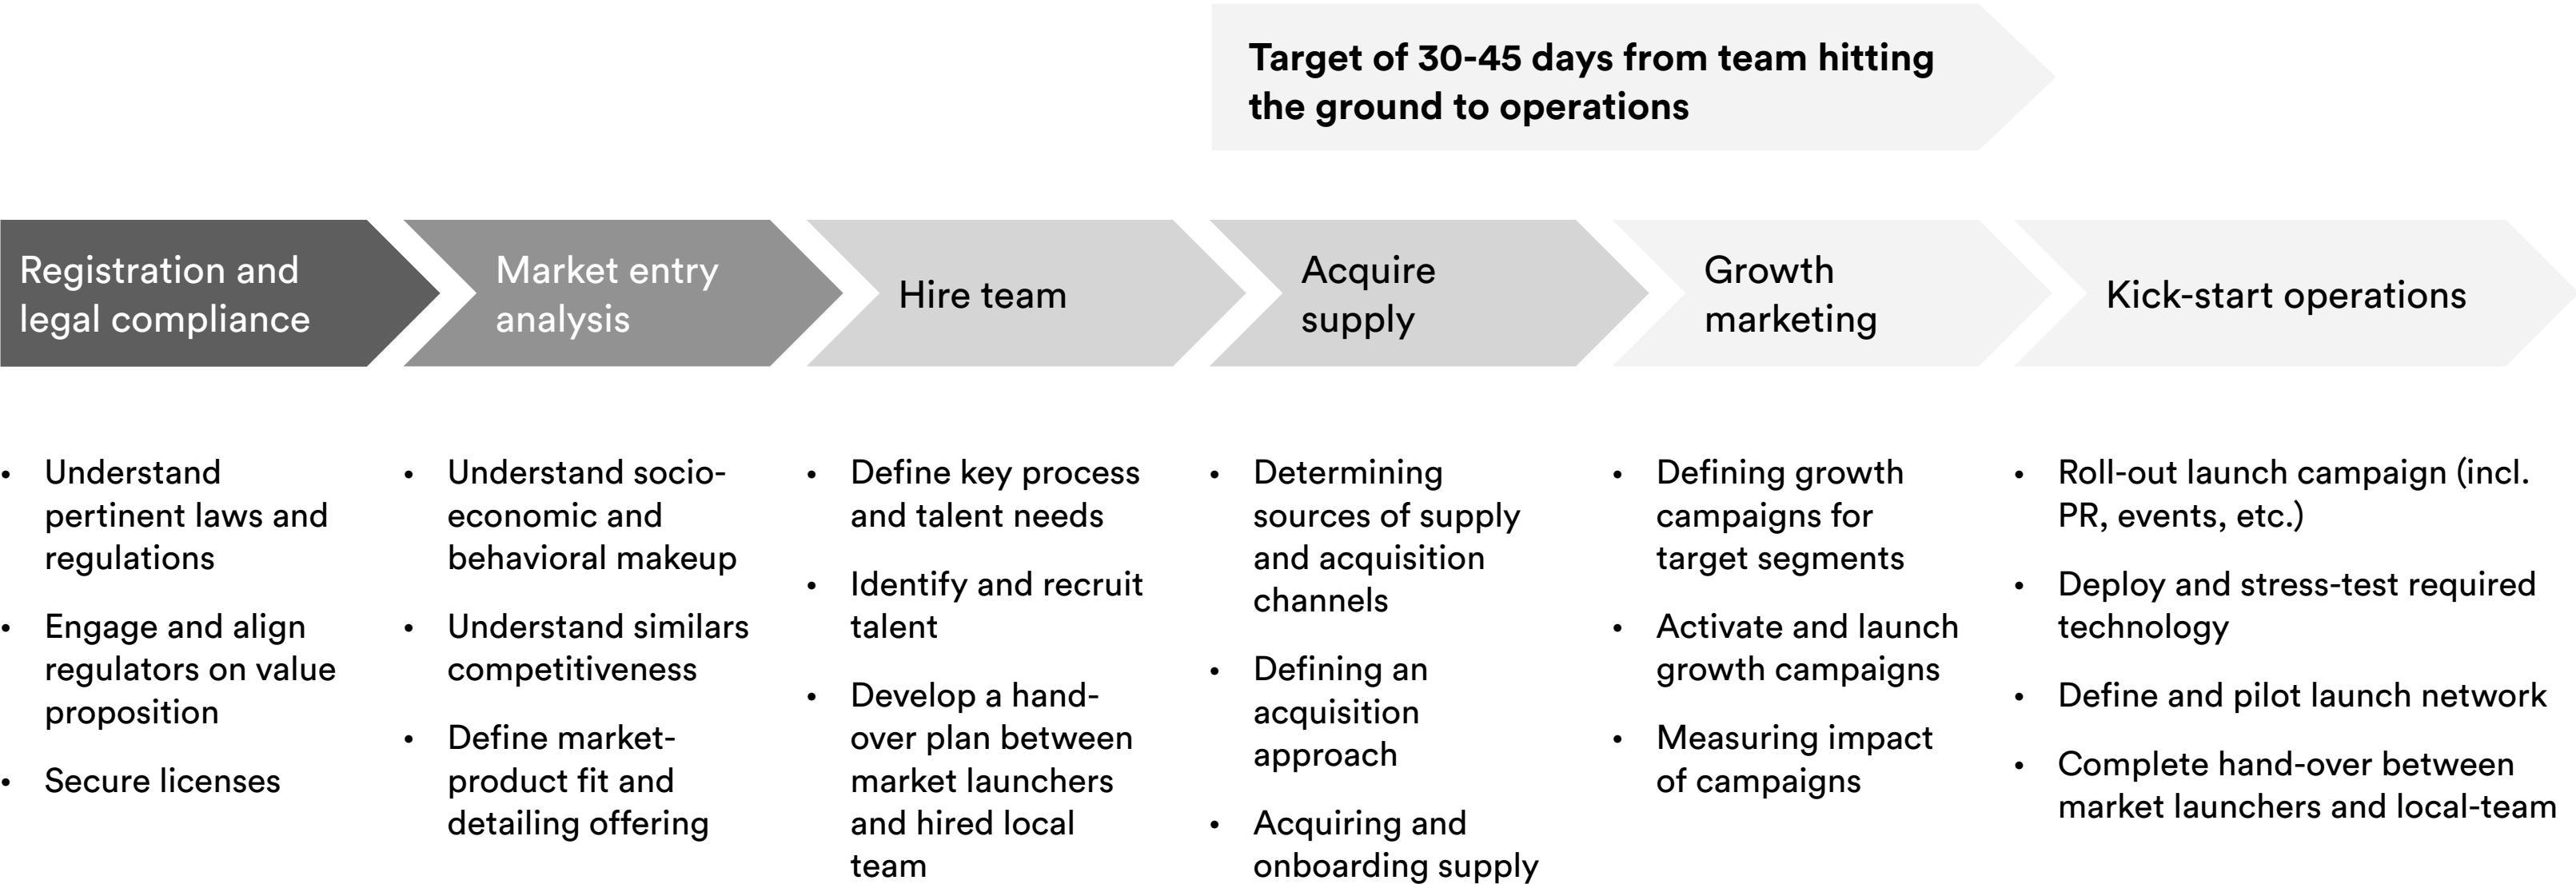 Target of 30-45 days from team hitting
the ground to operations
Registration and
legal compliance
Market entry
analysis
Hire team
Acquire
supply
Growth
marketing
Kick-start operations
• Understand
pertinent laws and
regulations
• Engage and align
regulators on value
proposition
• Secure licenses
• Understand socio-
economic and
behavioral makeup
• Understand similars
competitiveness
• Define market-
product fit and
detailing offering
• Define key process
and talent needs
• Identify and recruit
talent
• Develop a hand-
over plan between
market launchers
and hired local
team
• Determining
sources of supply
and acquisition
channels
• Defining an
acquisition
approach
• Acquiring and
onboarding supply
• Defining growth
campaigns for
target segments
• Activate and launch
growth campaigns
• Measuring impact
of campaigns
• Roll-out launch campaign (incl.
PR, events, etc.)
• Deploy and stress-test required
technology
• Define and pilot launch network
• Complete hand-over between
market launchers and local-team